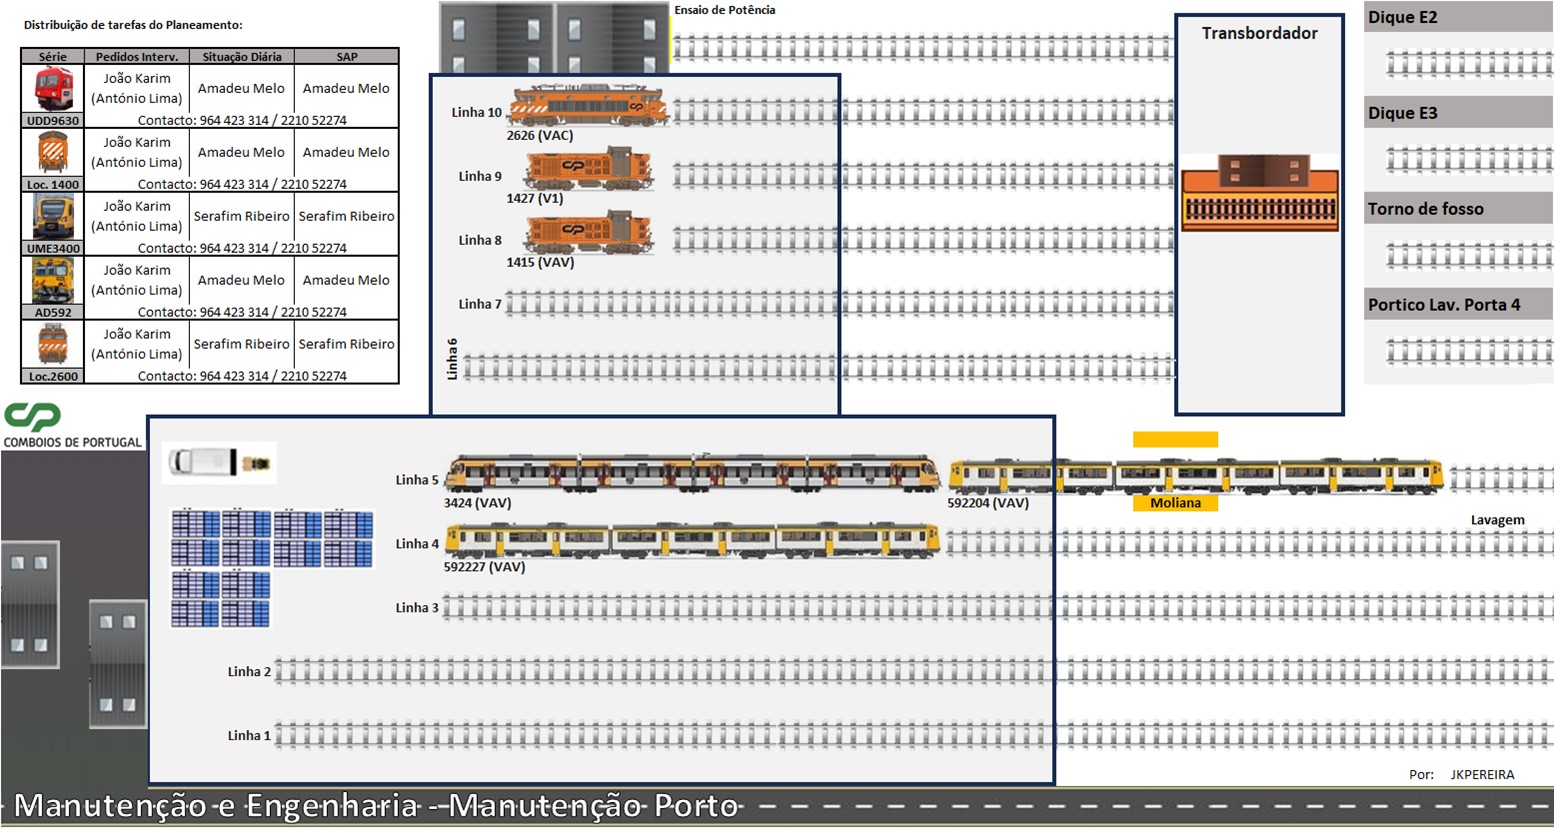 Distribuição de tarefas do Planeamento:
Série Pedidos Interv. Situação Diária SAP
João Karim
(António Lima) Amadeu Melo Amadeu Melo
UDD9630 Contacto: 964 423 314 / 2210 52274
João Karim
(António Lima) Amadeu Melo Amadeu Melo
Loc. 1400 Contacto: 964 423 314 / 2210 52274
João Karim
(António Lima) Serafim Ribeiro Serafim Ribeiro
UME3400 Contacto: 964 423 314 / 2210 52274
João Karim
(António Lima) Amadeu Melo Amadeu Melo
AD592 Contacto: 964 423 314 / 2210 52274
João Karim
(António Lima) Serafim Ribeiro Serafim Ribeiro
Loc.2600 Contacto: 964 423 314 / 2210 52274
CP
COMBOIOS DE PORTUGAL
Ensaio de Potência
Linha 10
2626 (VAC)
Linha 9
1427 (V1)
Linha 8
1415 (VAV)
Linha 7
Linha 6
Transbordador
Dique E2
Dique E3
Torno de fosso
Portico Lav. Porta 4
Linha 5
3424 (VAV)
592204 (VAV)
Moliana
Lavagem
Linha 4
592227 (VAV)
Linha 3
Linha 2
Linha 1
Por: JKPEREIRA
Manutenção e Engenharia - Manutenção Porto